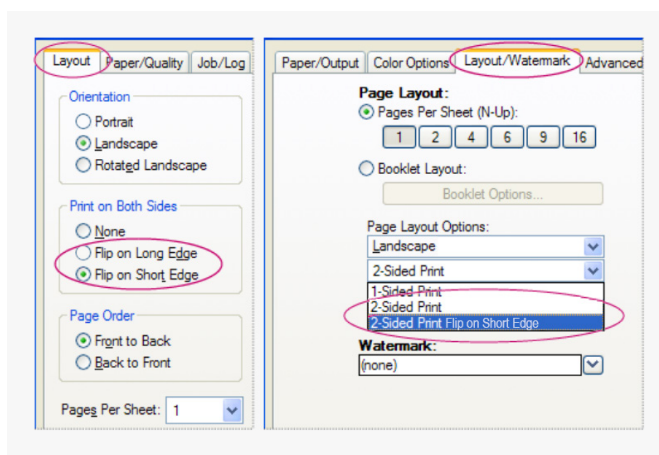 Layout Paper/Quality Job/Log
Orientation
Portrait
Landscape
Rotated Landscape
Print on Both Sides
None
Flip on Long Edge
Flip on Short Edge
Page Order
Front to Back
Back to Front
Pages Per Sheet: 1
Paper/Output Color Options Layout/Watermark Advanced
Page Layout:
Pages Per Sheet (N-Up):
1 2 4 6 9 16
Booklet Layout:
Booklet Options...
Page Layout Options:
Landscape
2-Sided Print
1-Sided Print
2-Sided Print
2-Sided Print Flip on Short Edge
Watermark:
(none)